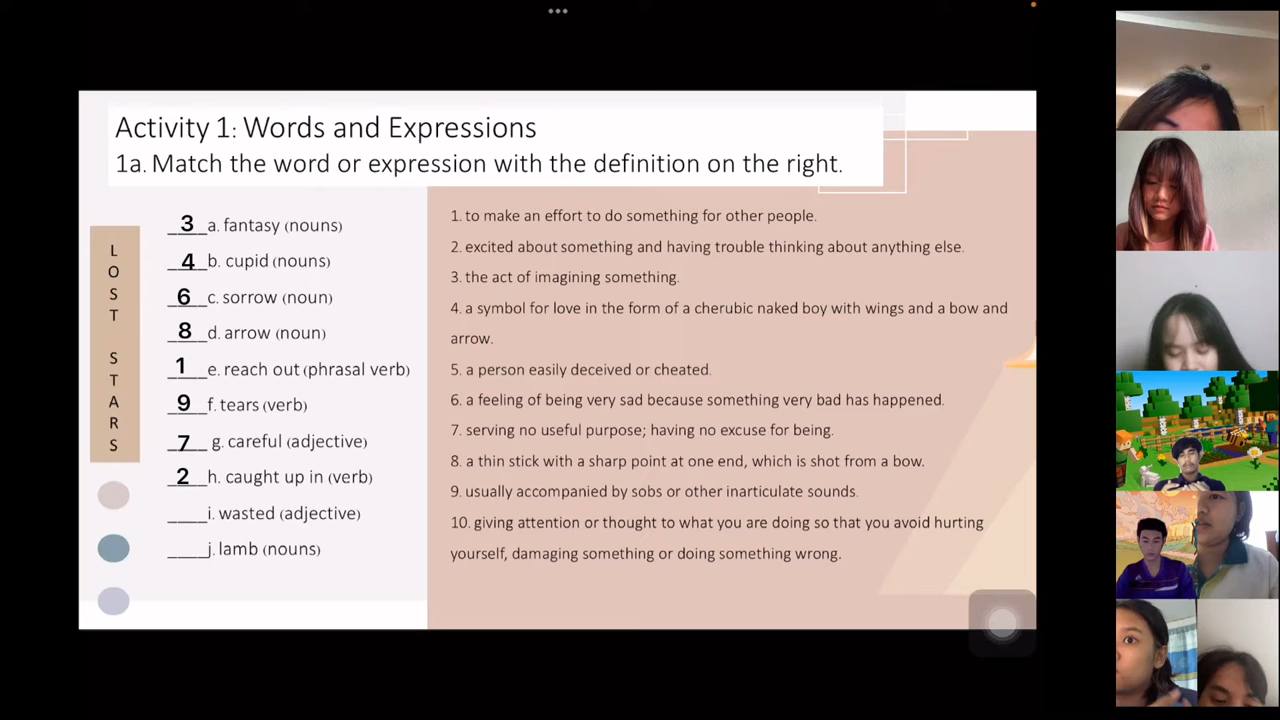 Activity 1: Words and Expressions
1a. Match the word or expression with the definition on the right.
LOST STARS
3 a. fantasy (nouns)
4 b. cupid (nouns)
6 c. sorrow (noun)
8 d. arrow (noun)
1 e. reach out (phrasal verb)
9 f. tears (verb)
7 g. careful (adjective)
2 h. caught up in (verb)
____i. wasted (adjective)
____j. lamb (nouns)
1. to make an effort to do something for other people.
2. excited about something and having trouble thinking about anything else.
3. the act of imagining something.
4. a symbol for love in the form of a cherubic naked boy with wings and a bow and
arrow.
5. a person easily deceived or cheated.
6. a feeling of being very sad because something very bad has happened.
7. serving no useful purpose; having no excuse for being.
8. a thin stick with a sharp point at one end, which is shot from a bow.
9. usually accompanied by sobs or other inarticulate sounds.
10. giving attention or thought to what you are doing so that you avoid hurting
yourself, damaging something or doing something wrong.